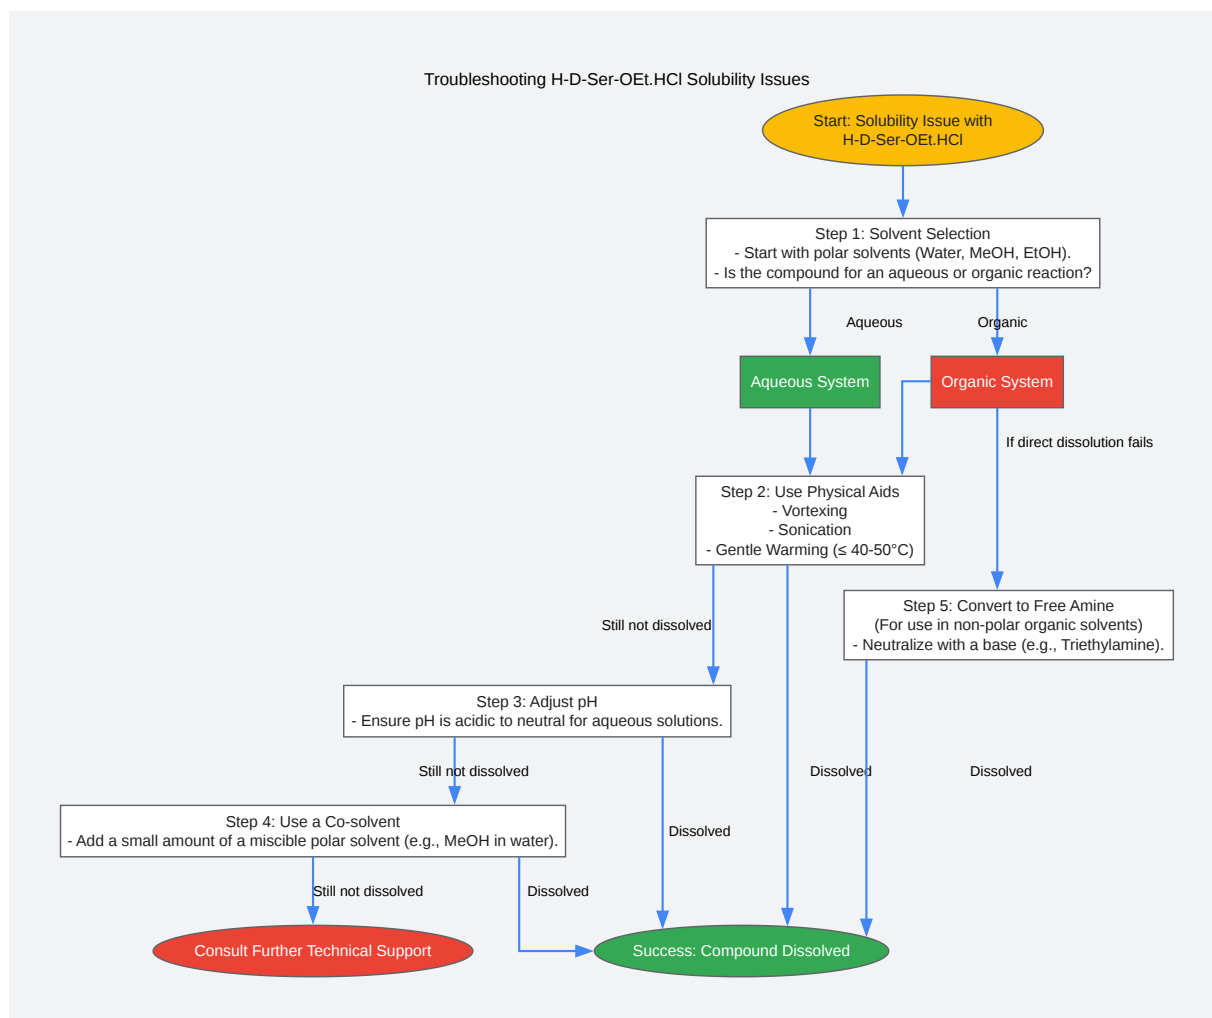 Troubleshooting H-D-Ser-OEt.HCl Solubility Issues
Start: Solubility Issue with
H-D-Ser-OEt.HCl
Step 1: Solvent Selection
- Start with polar solvents (Water, MeOH, EtOH).
- Is the compound for an aqueous or organic reaction?
Aqueous
Organic
Aqueous System
Organic System
If direct dissolution fails
Step 2: Use Physical Aids
- Vortexing
- Sonication
- Gentle Warming (≤ 40-50°C)
Step 5: Convert to Free Amine
(For use in non-polar organic solvents)
- Neutralize with a base (e.g., Triethylamine).
Still not dissolved
Step 3: Adjust pH
- Ensure pH is acidic to neutral for aqueous solutions.
Still not dissolved
Dissolved
Dissolved
Step 4: Use a Co-solvent
- Add a small amount of a miscible polar solvent (e.g., MeOH in water).
Dissolved
Still not dissolved
Dissolved
Consult Further Technical Support
Success: Compound Dissolved